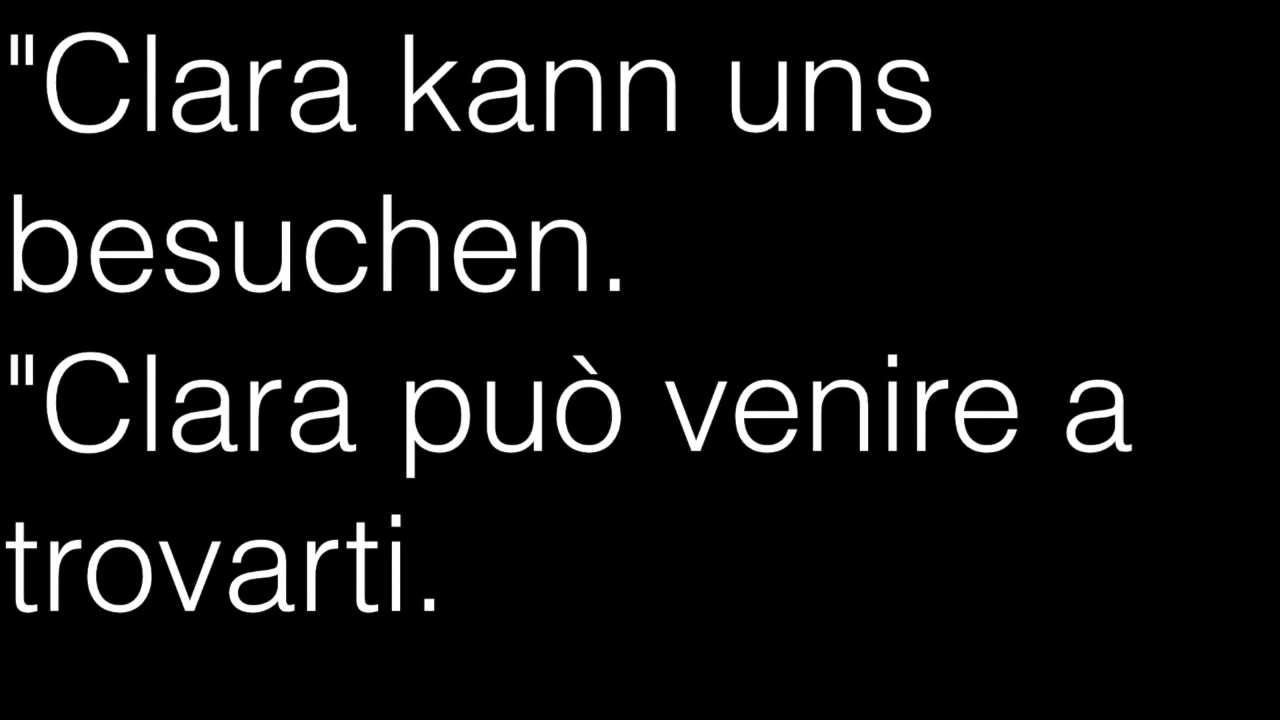 "Clara kann uns
besuchen.
"Clara può venire a
trovarti.